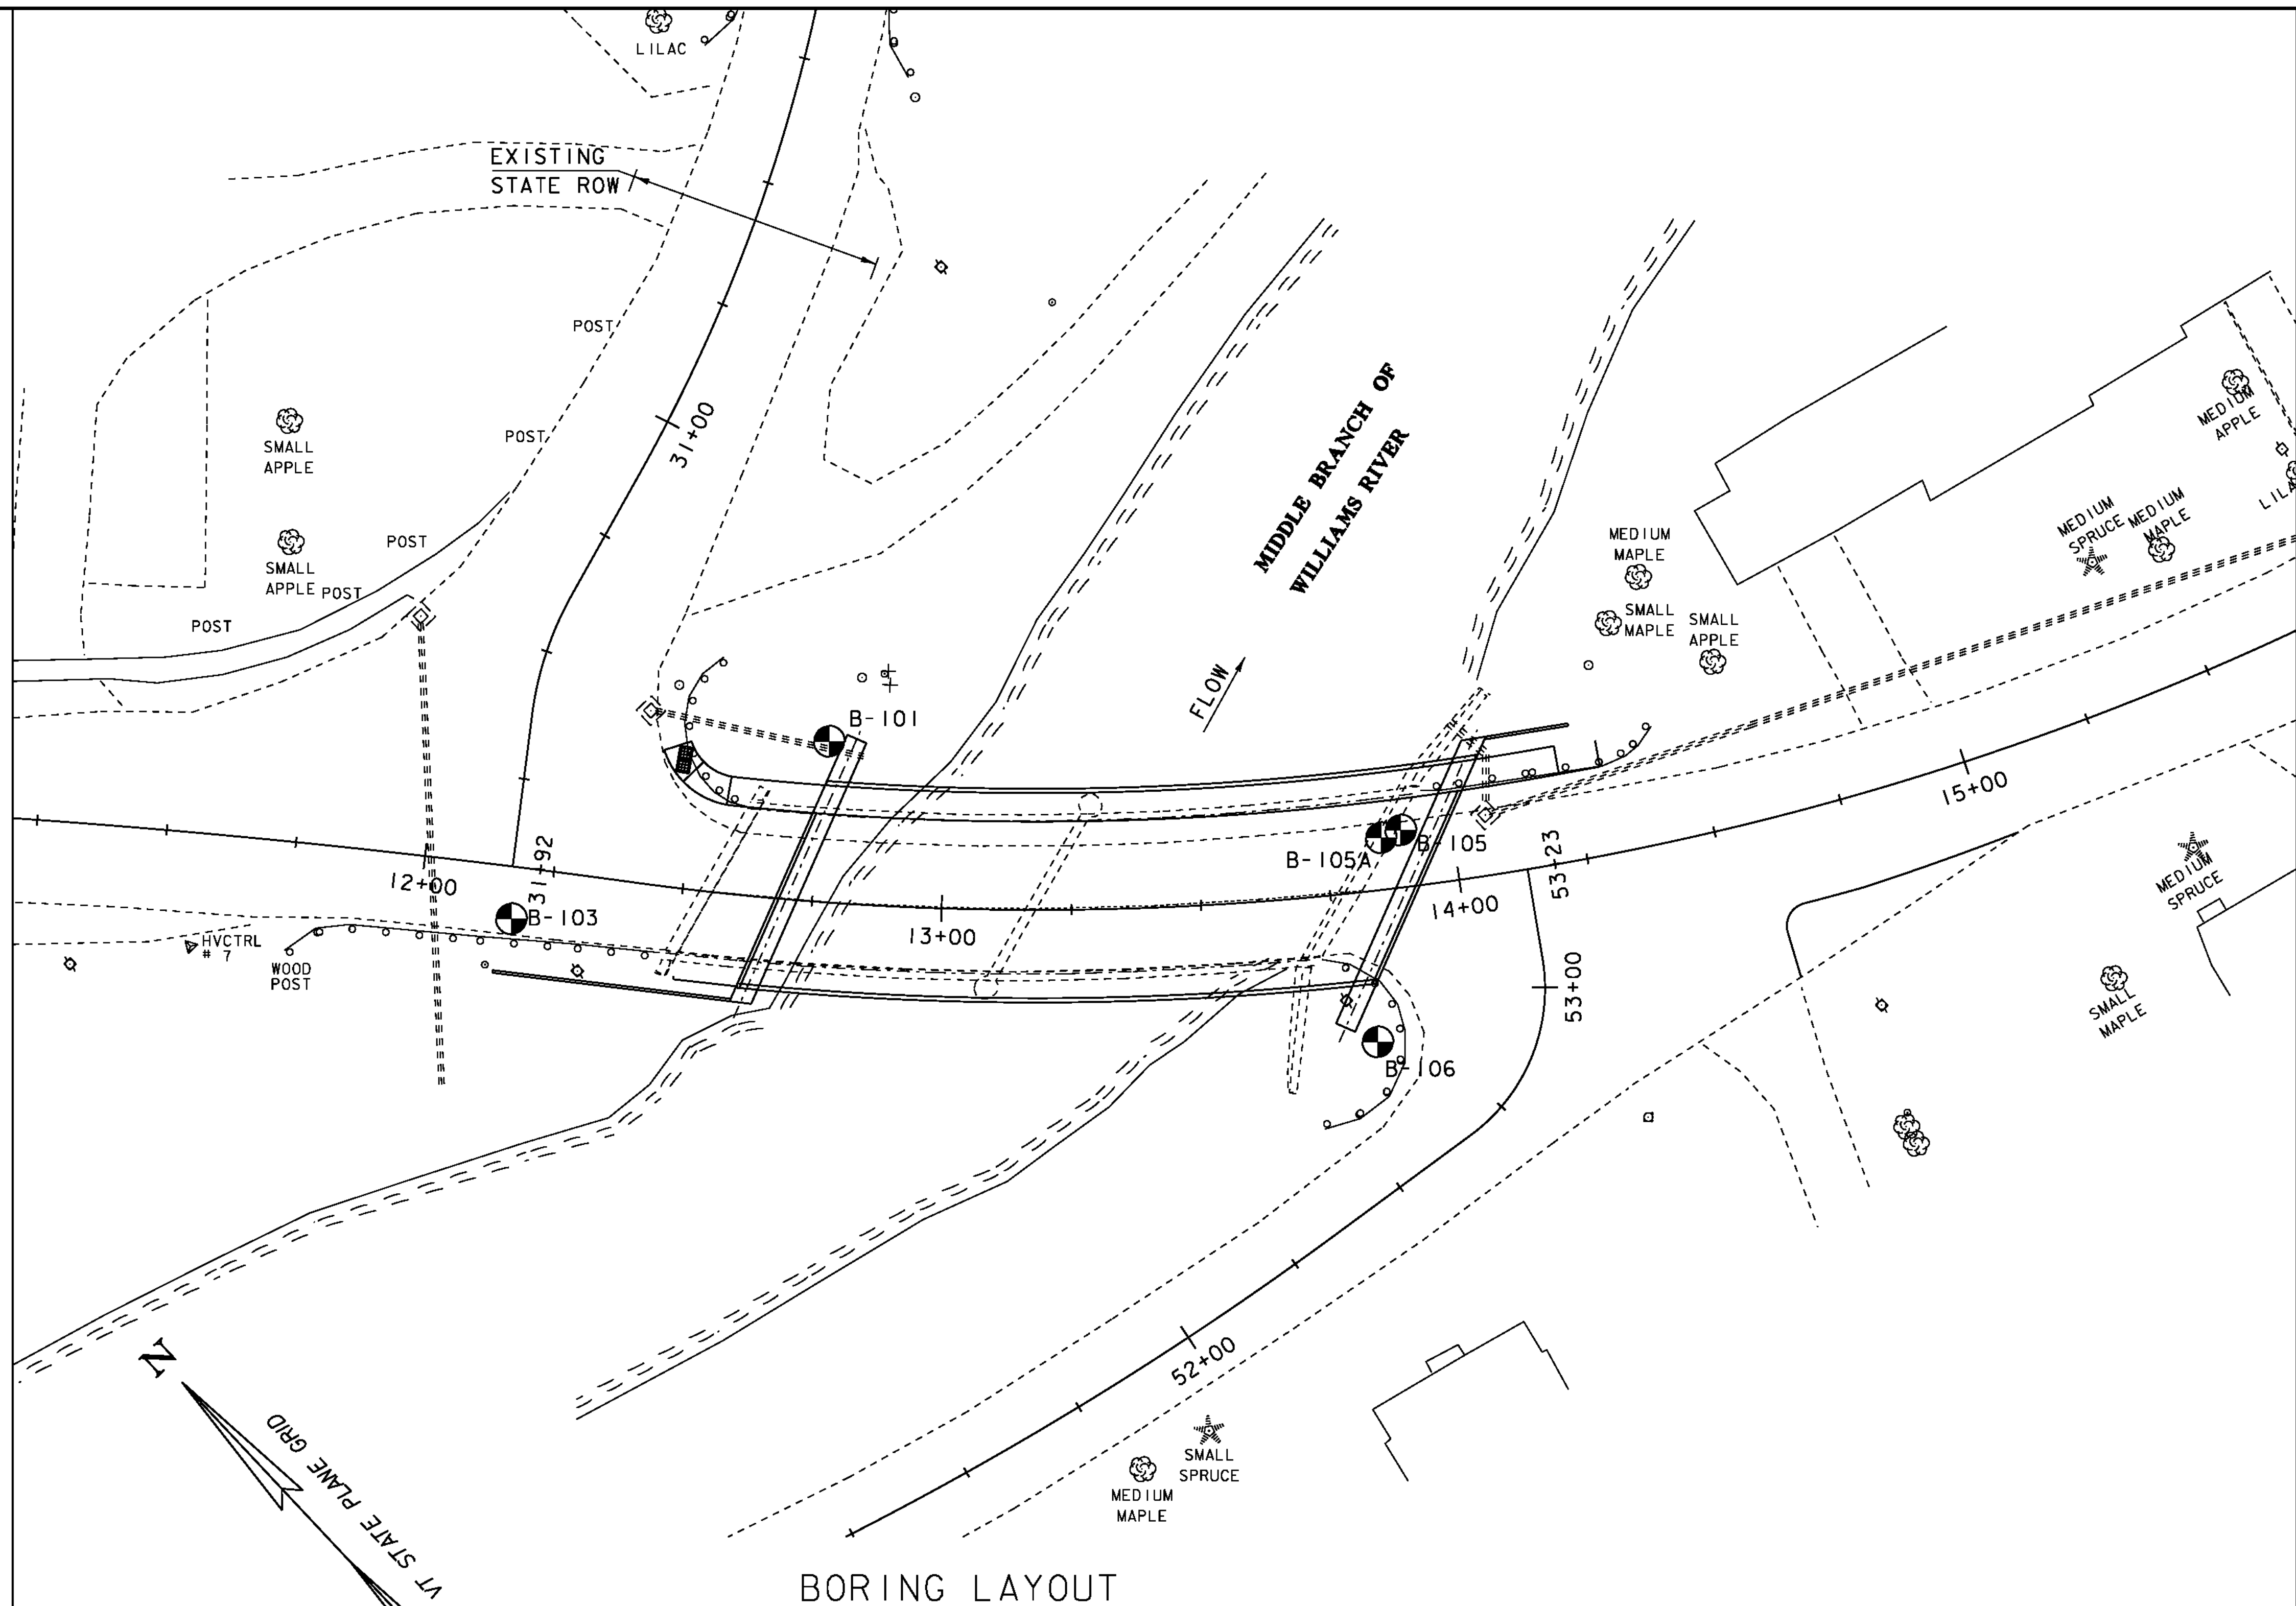 LILAC
EXISTING
STATE ROW
POST
31+00
POST
SMALL
APPLE
POST
SMALL
APPLE
POST
POST
MIDDLE BRANCH OF
WILLIAMS RIVER
FLOW
MEDIUM
APPLE
MEDIUM
SPRUCE
MEDIUM
MAPLE
MEDIUM
MAPLE
SMALL
MAPLE
SMALL
APPLE
B-101
15+00
B-105
B-105A
12+00
31+92
B-103
13+00
14+00
53+23
MEDIUM
SPRUCE
HVCTRL
# 7
WOOD
POST
53+00
SMALL
MAPLE
B-106
52+00
N
VT STATE PLANE GRID
SMALL
SPRUCE
MEDIUM
MAPLE
BORING LAYOUT